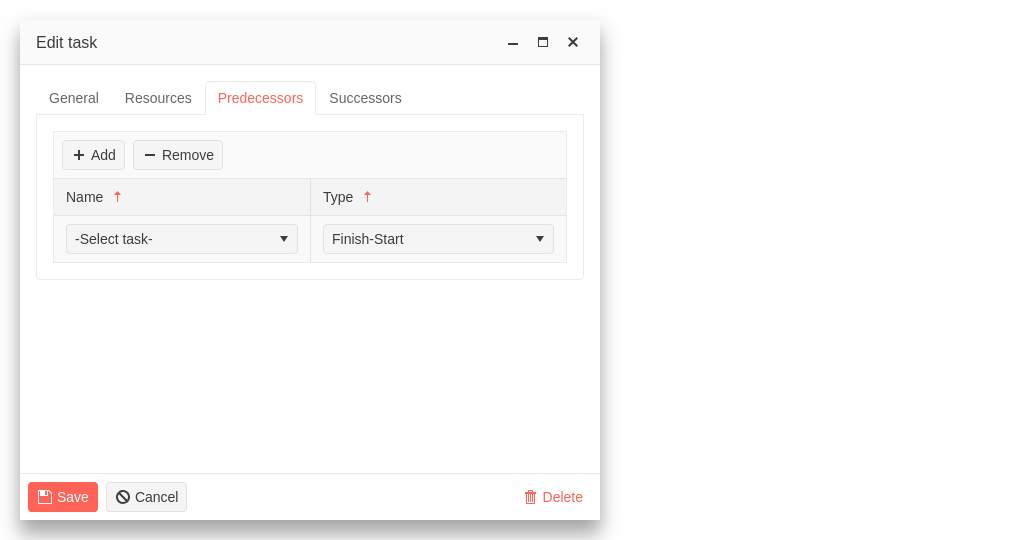 Edit task
General Resources Predecessors Successors
Add Remove
Name Type
-Select task- Finish-Start
Save Cancel Delete